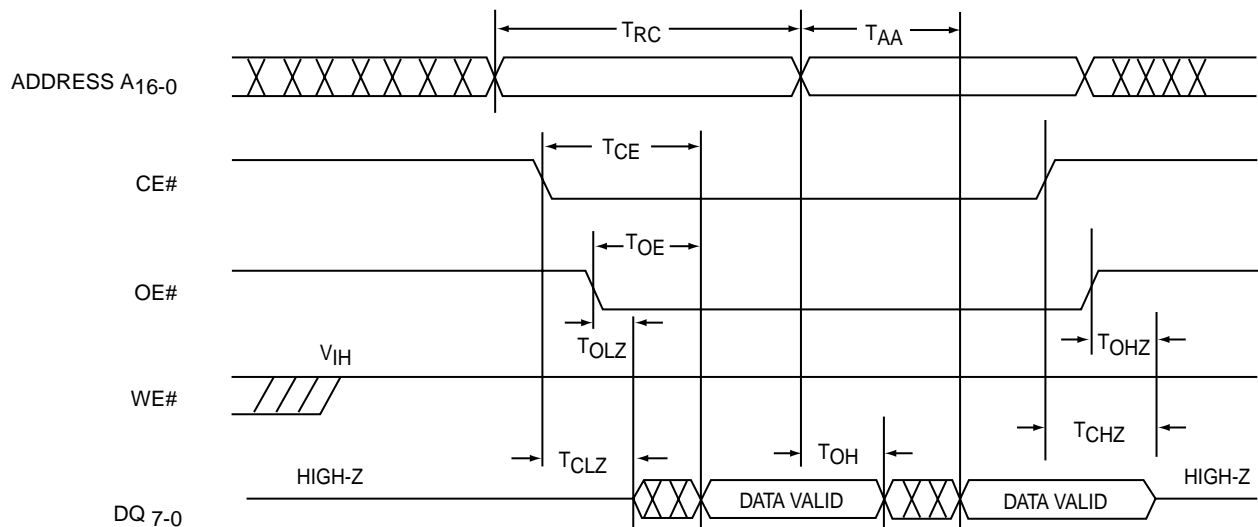 TRC TAA
ADDRESS A16-0
TCE
CE#
TOE
OE#
TOLZ TOHZ
VIH
WE#
TCLZ TOH TCHZ
HIGH-Z HIGH-Z
DQ 7-0 DATA VALID DATA VALID